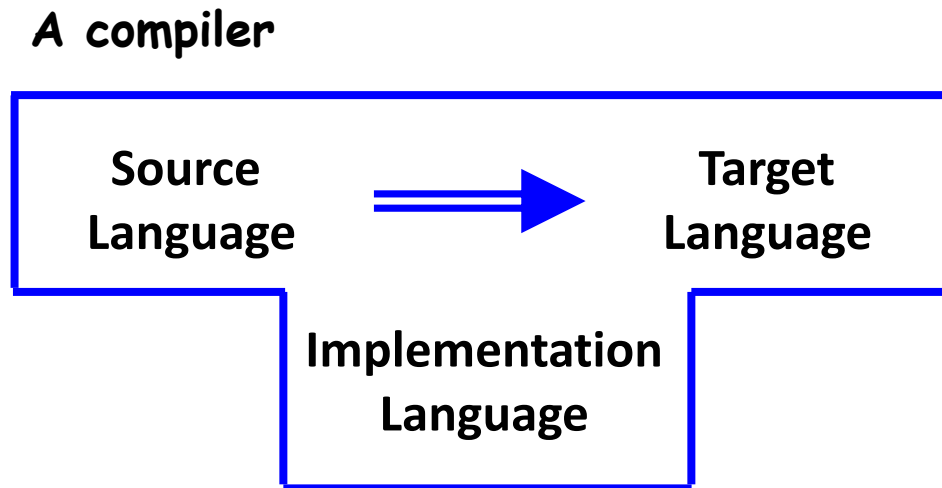 A compiler
Source
Language
Target
Language
Implementation
Language